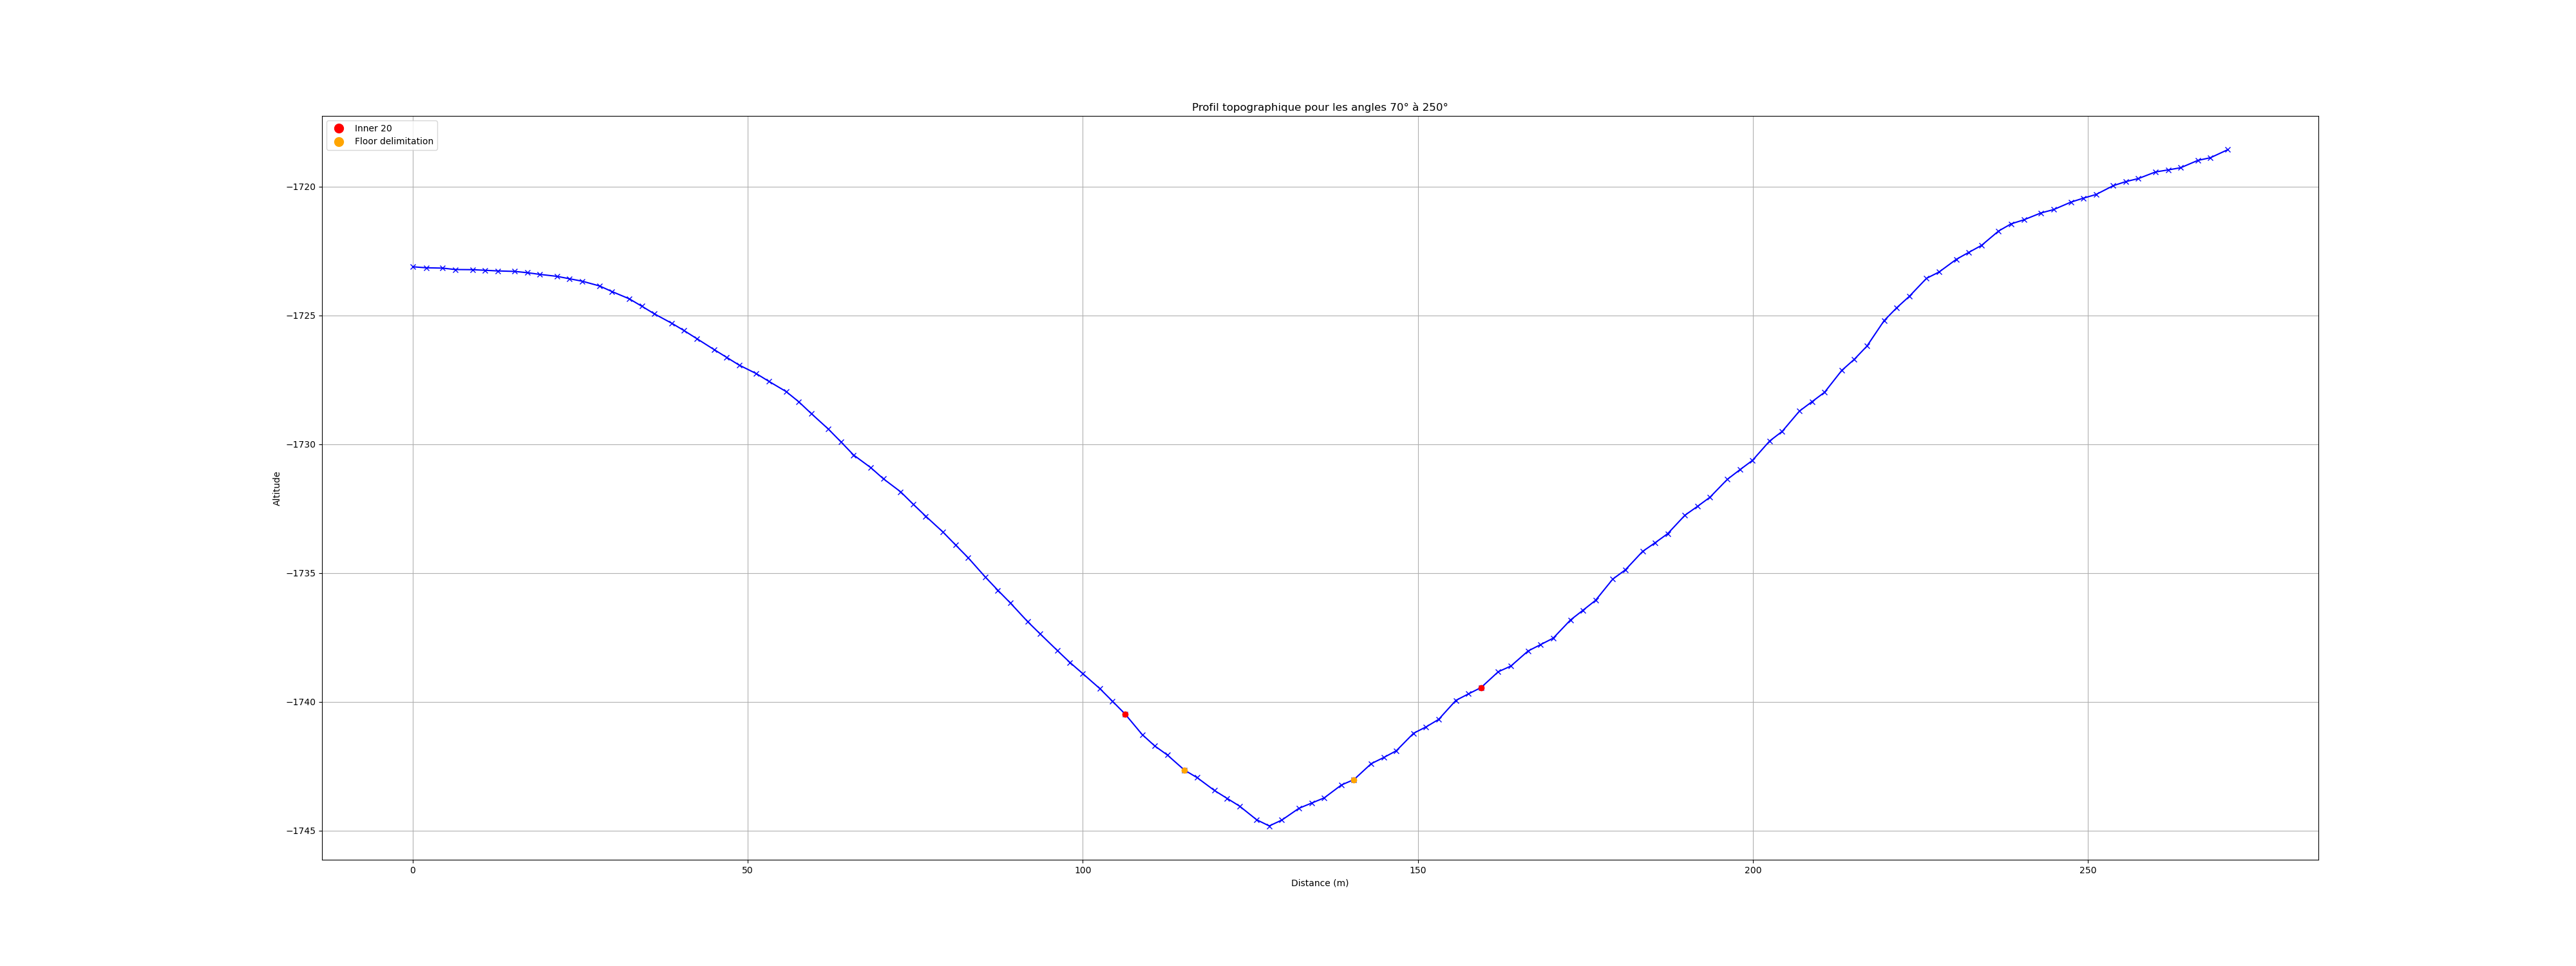 Profil topographique pour les angles 70° à 250°
Inner 20
Floor delimitation
−1720
−1725
−1730
−1735
−1740
−1745
Altitude
0 50 100 150 200 250
Distance (m)